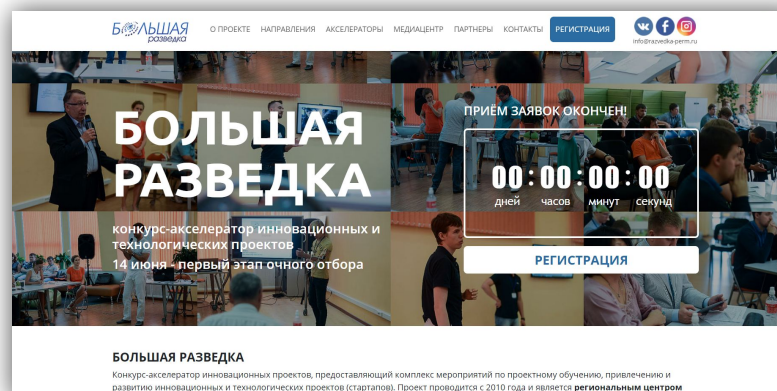 БОЛЬШАЯ
разведка
О ПРОЕКТЕ НАПРАВЛЕНИЯ АКСЕЛЕРАТОРЫ МЕДИАЦЕНТР ПАРТНЕРЫ КОНТАКТЫ РЕГИСТРАЦИЯ
info@razvedka-perm.ru
БОЛЬШАЯ
РАЗВЕДКА
конкурс-акселератор инновационных и
технологических проектов
14 июня - первый этап очного отбора
ПРИЁМ ЗАЯВОК ОКОНЧЕН!
00 : 00 : 00 : 00
дней часов минут секунд
РЕГИСТРАЦИЯ
БОЛЬШАЯ РАЗВЕДКА
Конкурс-акселератор инновационных проектов, предоставляющий комплекс мероприятий по проектному обучению, привлечению и
развитию инновационных и технологических проектов (стартапов). Проект проводится с 2010 года и является региональным центром